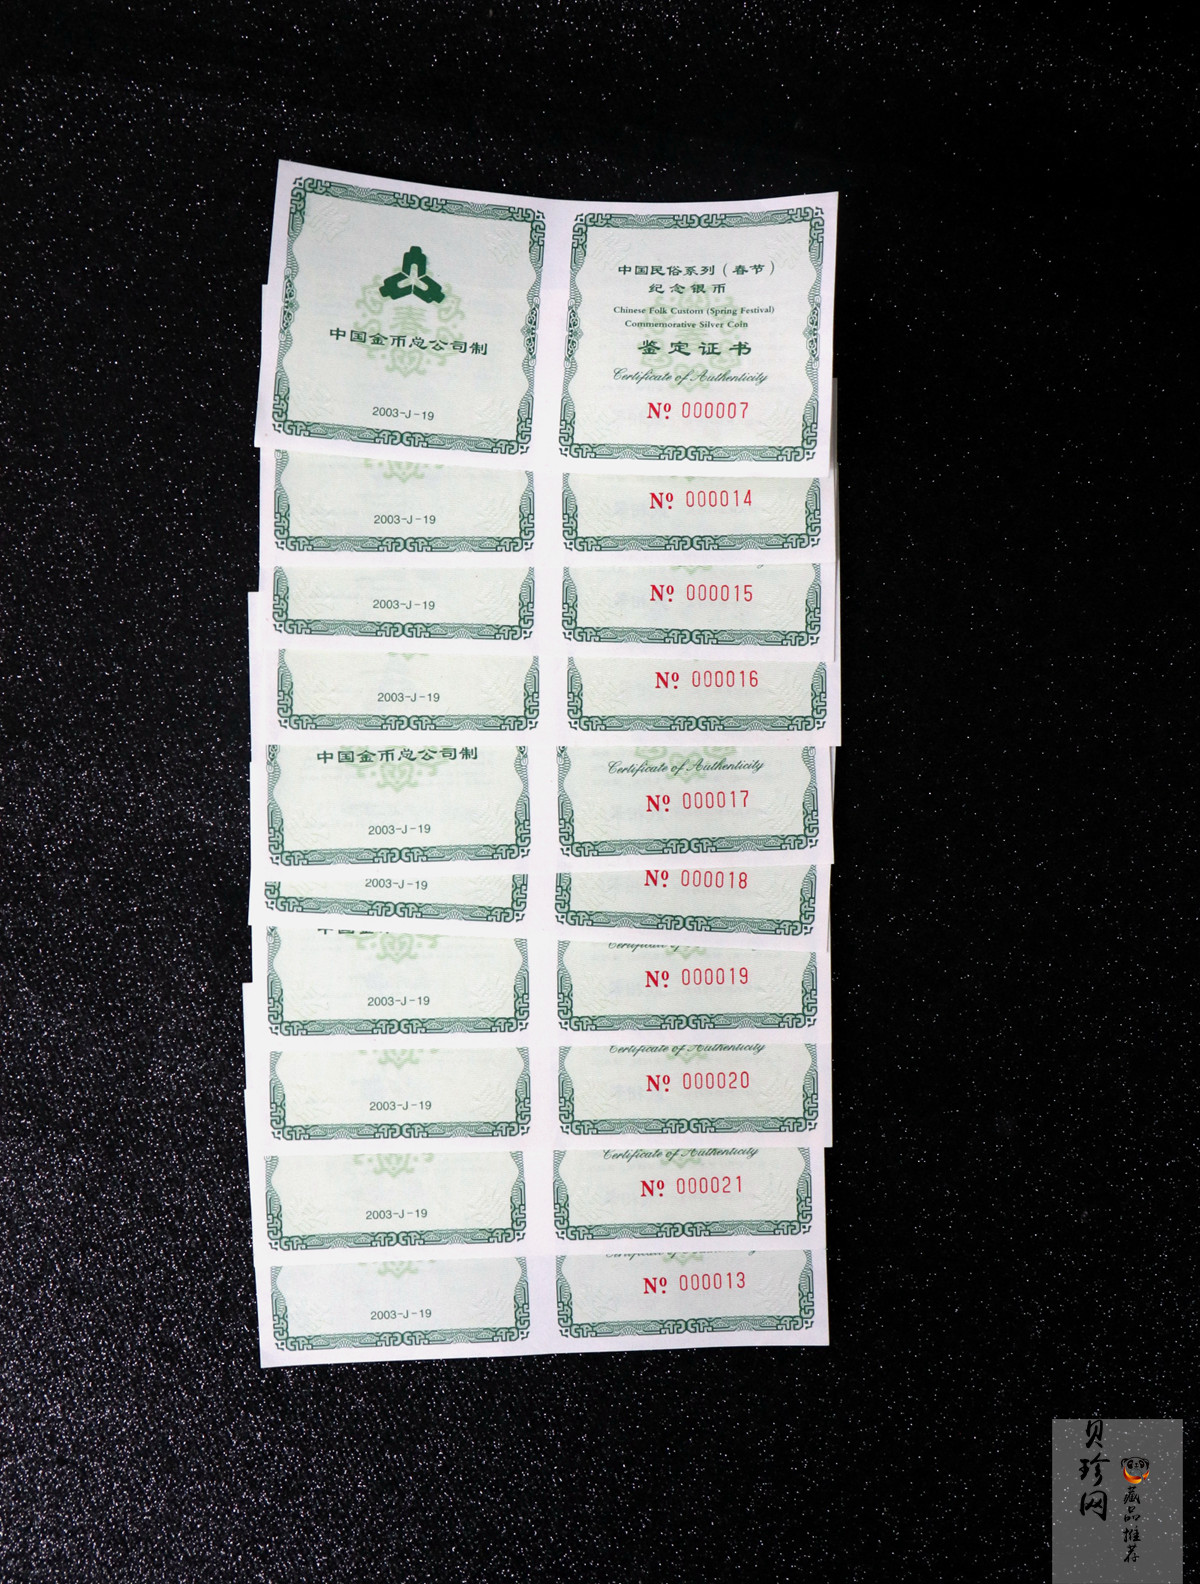 中国金币总公司制
2003-J-19
中国民俗系列（春节）
纪念银币
Chinese Folk Custom (Spring Festival)
Commemorative Silver Coin
鉴定证书
Certificate of Authenticity
Nº 000007
2003-J-19
Nº 000014
2003-J-19
Nº 000015
2003-J-19
Nº 000016
中国金币总公司制
2003-J-19
Certificate of Authenticity
Nº 000017
2003-J-19
Nº 000018
2003-J-19
Nº 000019
2003-J-19
Certificate of Authenticity
Nº 000020
2003-J-19
Certificate of Authenticity
Nº 000021
2003-J-19
Nº 000013
贝珍网
藏品推荐